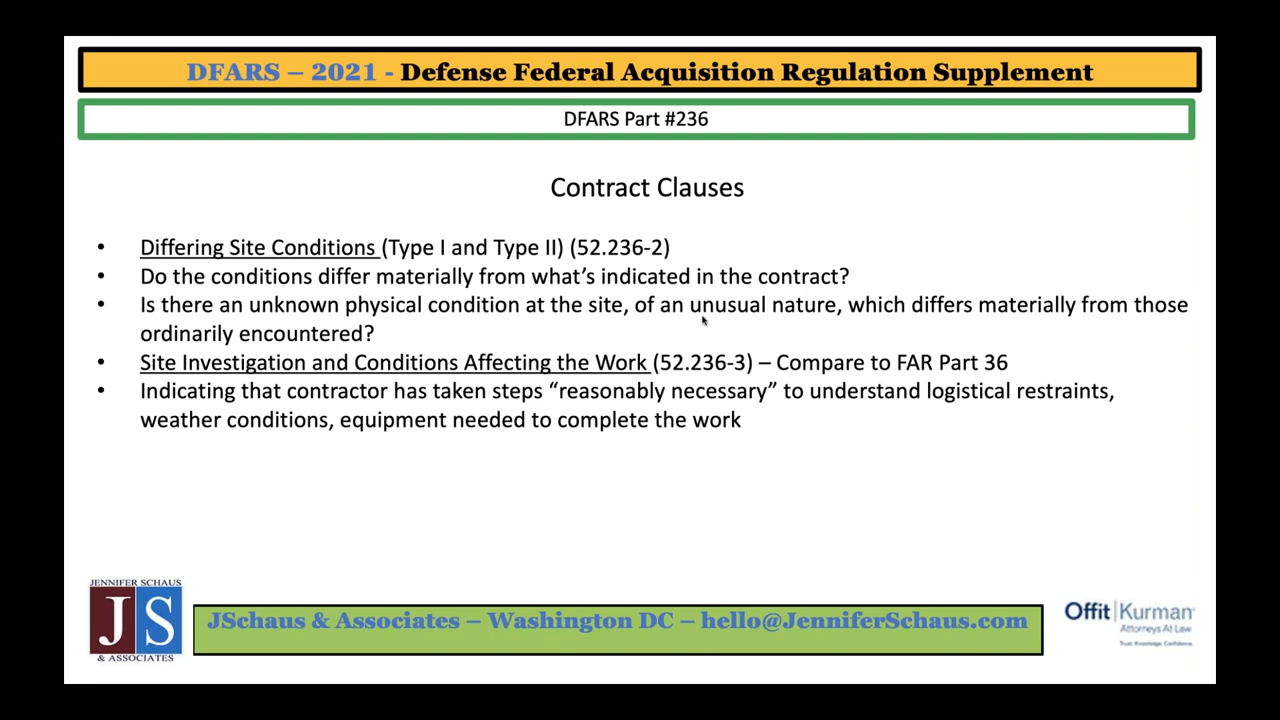 DFARS – 2021 - Defense Federal Acquisition Regulation Supplement
DFARS Part #236
Contract Clauses
• Differing Site Conditions (Type I and Type II) (52.236-2)
• Do the conditions differ materially from what’s indicated in the contract?
• Is there an unknown physical condition at the site, of an unusual nature, which differs materially from those
ordinarily encountered?
• Site Investigation and Conditions Affecting the Work (52.236-3) – Compare to FAR Part 36
• Indicating that contractor has taken steps “reasonably necessary” to understand logistical restraints,
weather conditions, equipment needed to complete the work
JENNIFER SCHAUS
JS
& ASSOCIATES
JSchaus & Associates – Washington DC – hello@JenniferSchaus.com
Offit|Kurman
Attorneys At Law
Trust. Knowledge. Confidence.